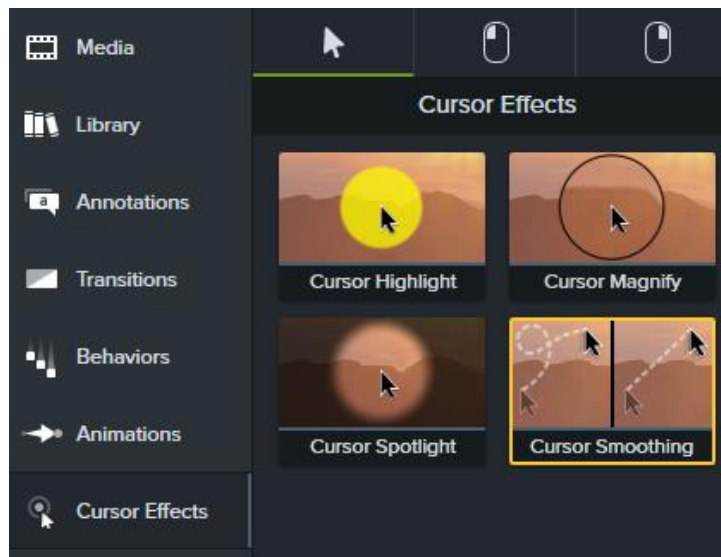 Media
Library
Annotations
Transitions
Behaviors
Animations
Cursor Effects
Cursor Effects
Cursor Highlight
Cursor Magnify
Cursor Spotlight
Cursor Smoothing
a